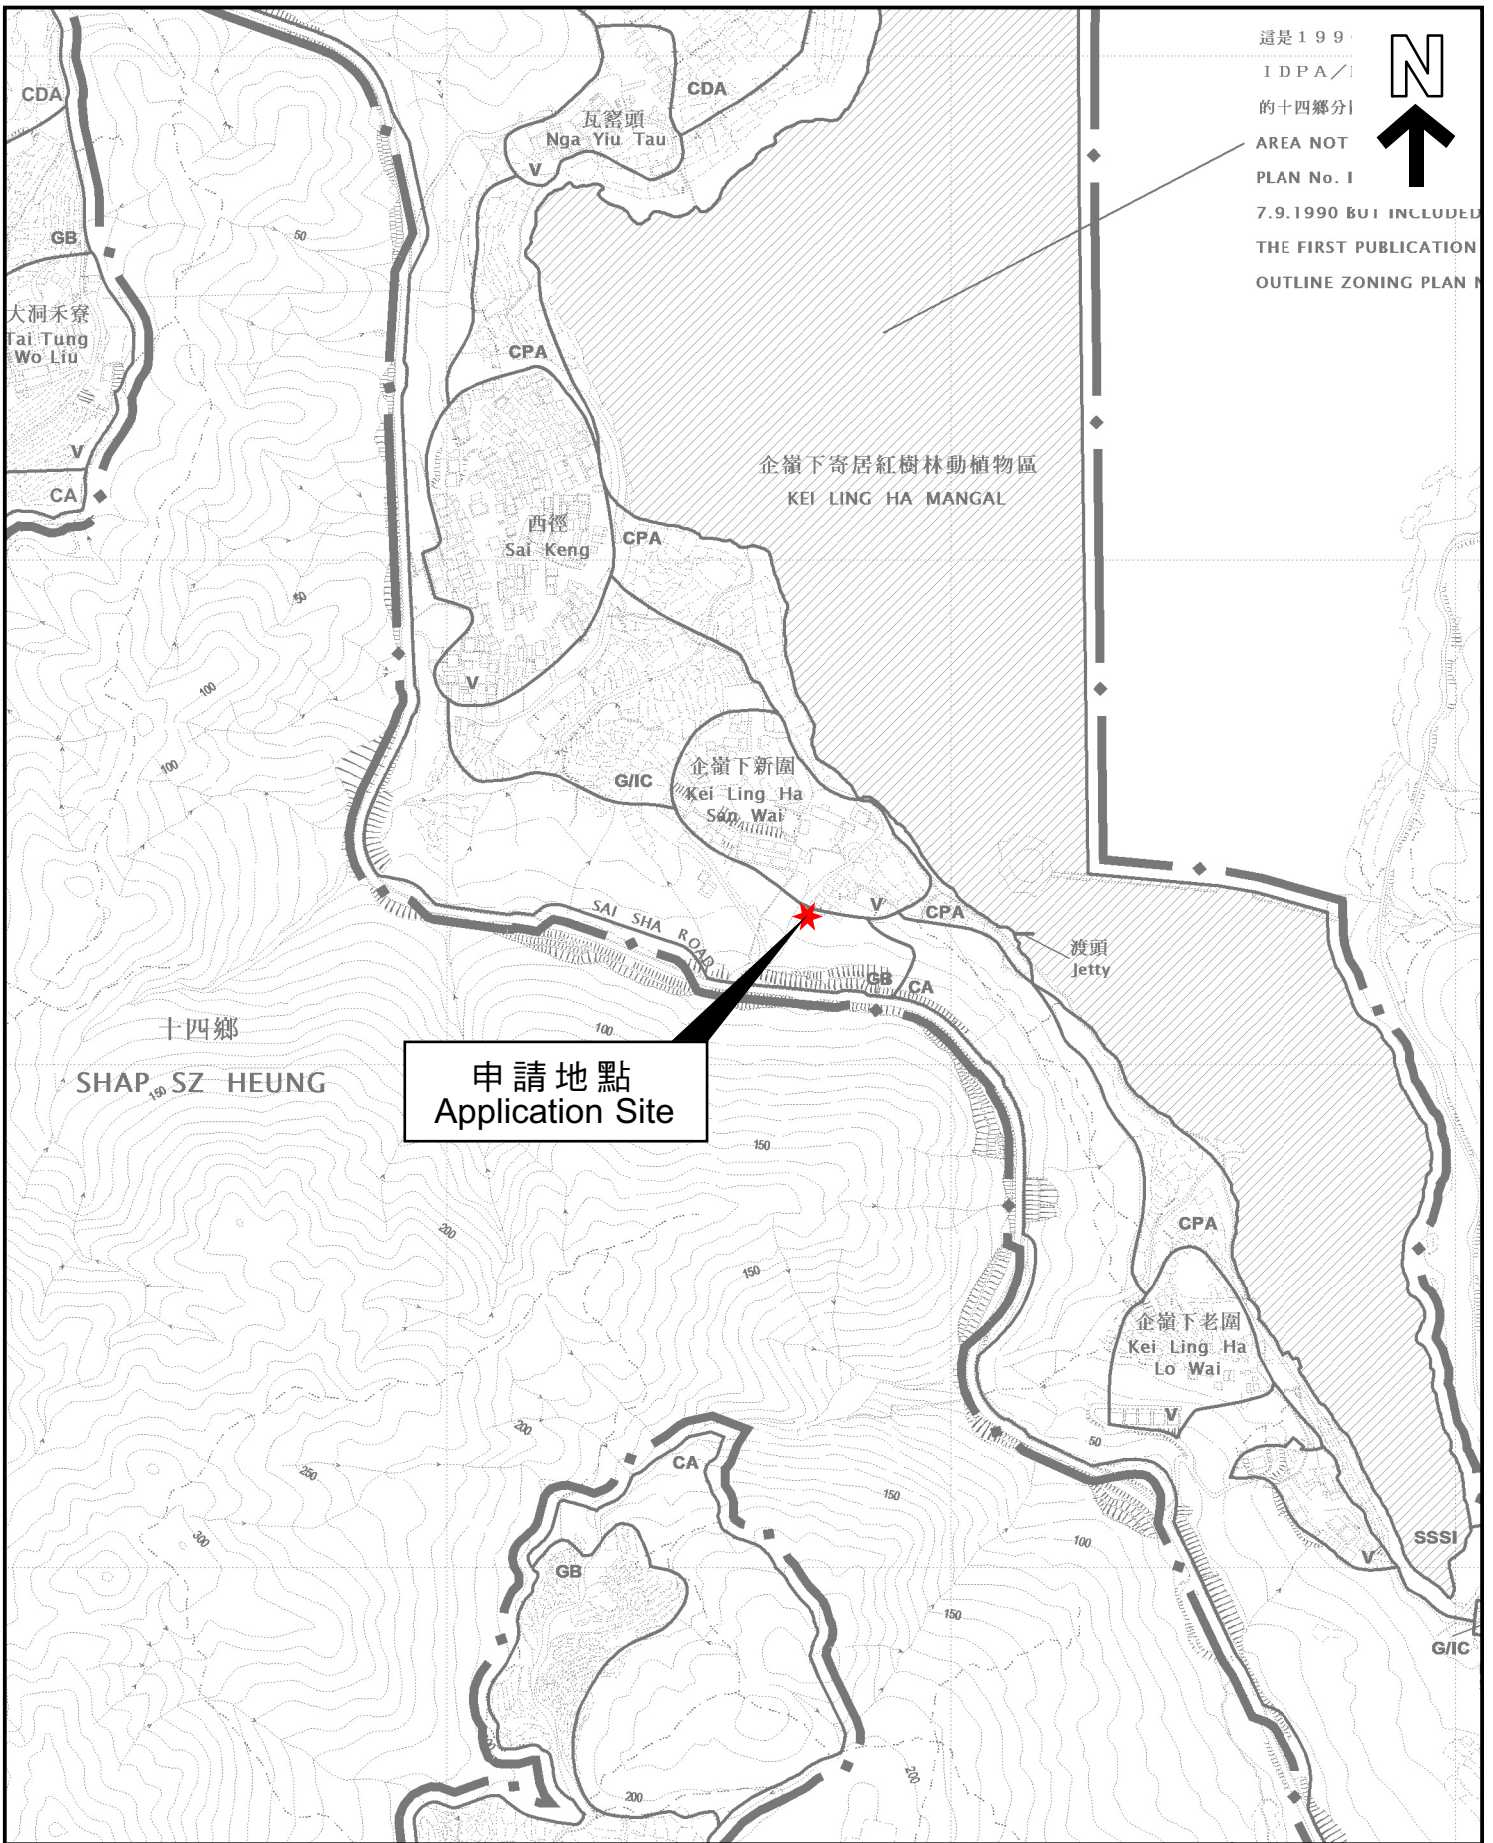 這是１９９
ＩＤＰＡ／
的十四鄉分
AREA NOT
PLAN No.
7.9.1990 BUT INCLUDED
THE FIRST PUBLICATION
OUTLINE ZONING PLAN
N
CDA
CDA
瓦窰頭
Nga Yiu Tau
V
GB
50
大洞禾寮
Tai Tung
Wo Liu
CPA
V
CA
企嶺下寄居紅樹林動植物區
KEI LING HA MANGAL
西徑
Sai Keng
CPA
50
V
100
100
G/IC
企嶺下新圍
Kei Ling Ha
San Wai
V
CPA
SAI SHA ROAD
渡頭
Jetty
GB
CA
十四鄉
SHAP SZ HEUNG
150
100
申請地點
Application Site
150
200
150
CPA
企嶺下老圍
Kei Ling Ha
Lo Wai
V
50
200
CA
250
150
300
100
SSSI
V
GB
150
G/IC
200
200